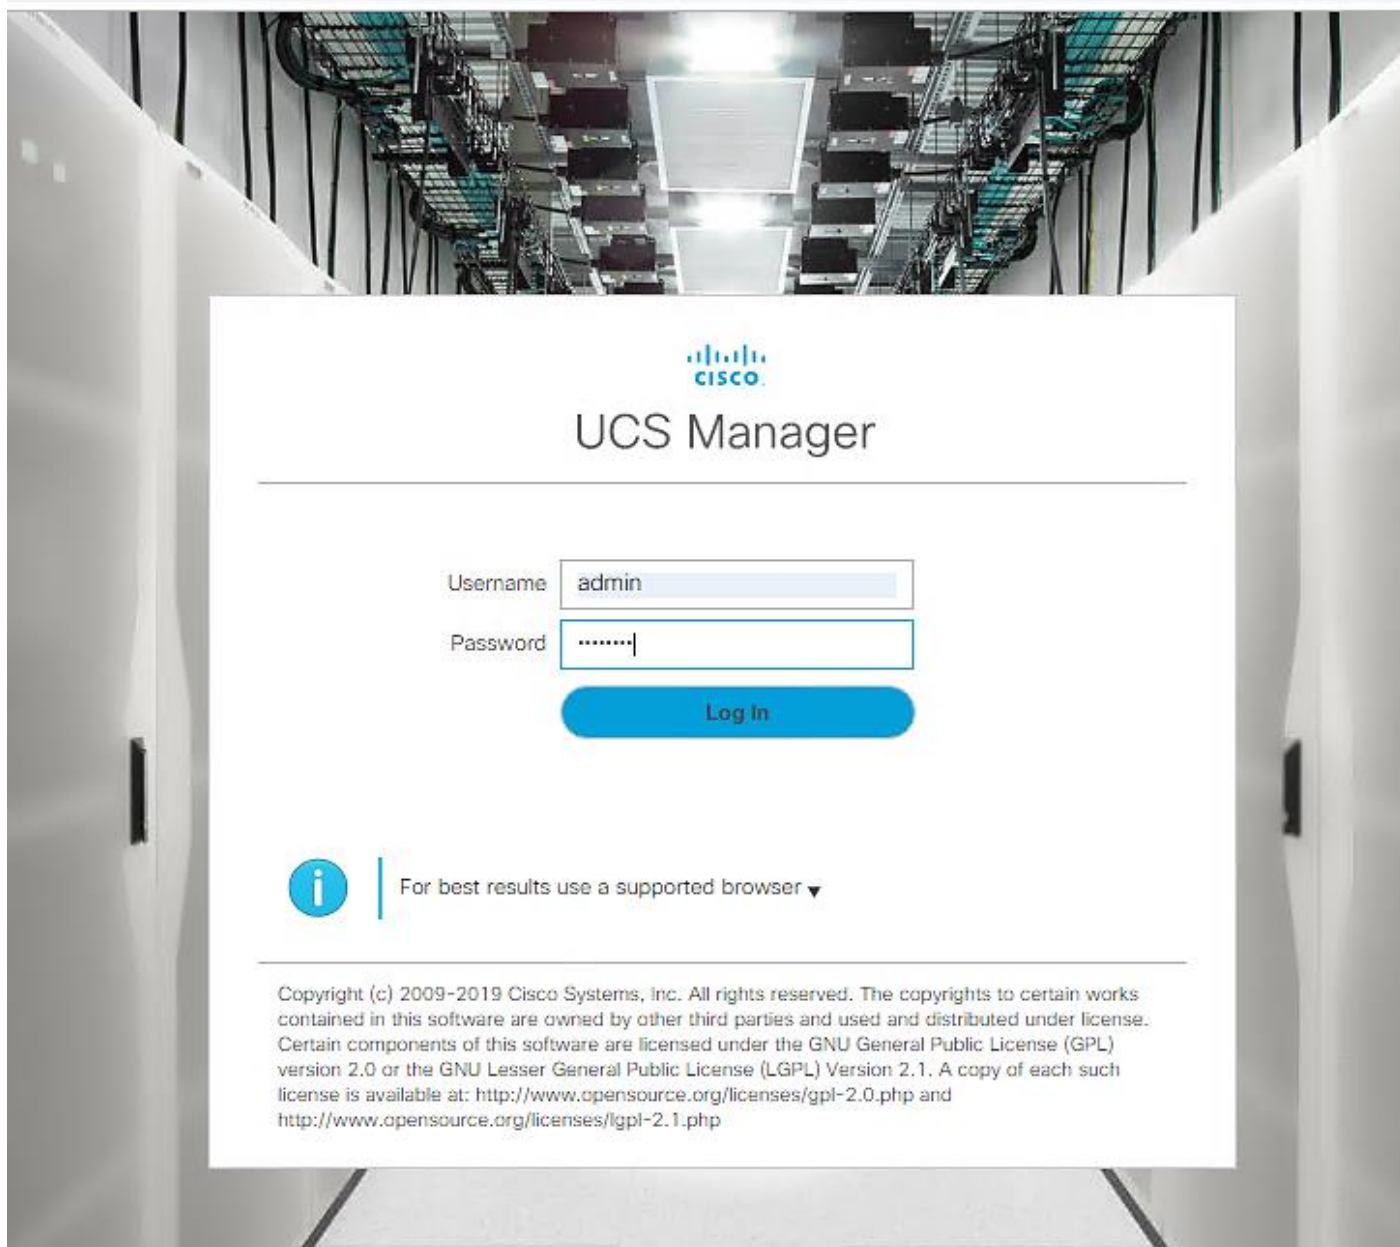 CISCO
UCS Manager
Username admin
Password ••••••••
Log In
i
For best results use a supported browser ▼
Copyright (c) 2009-2019 Cisco Systems, Inc. All rights reserved. The copyrights to certain works
contained in this software are owned by other third parties and used and distributed under license.
Certain components of this software are licensed under the GNU General Public License (GPL)
version 2.0 or the GNU Lesser General Public License (LGPL) Version 2.1. A copy of each such
license is available at: http://www.opensource.org/licenses/gpl-2.0.php and
http://www.opensource.org/licenses/lgpl-2.1.php